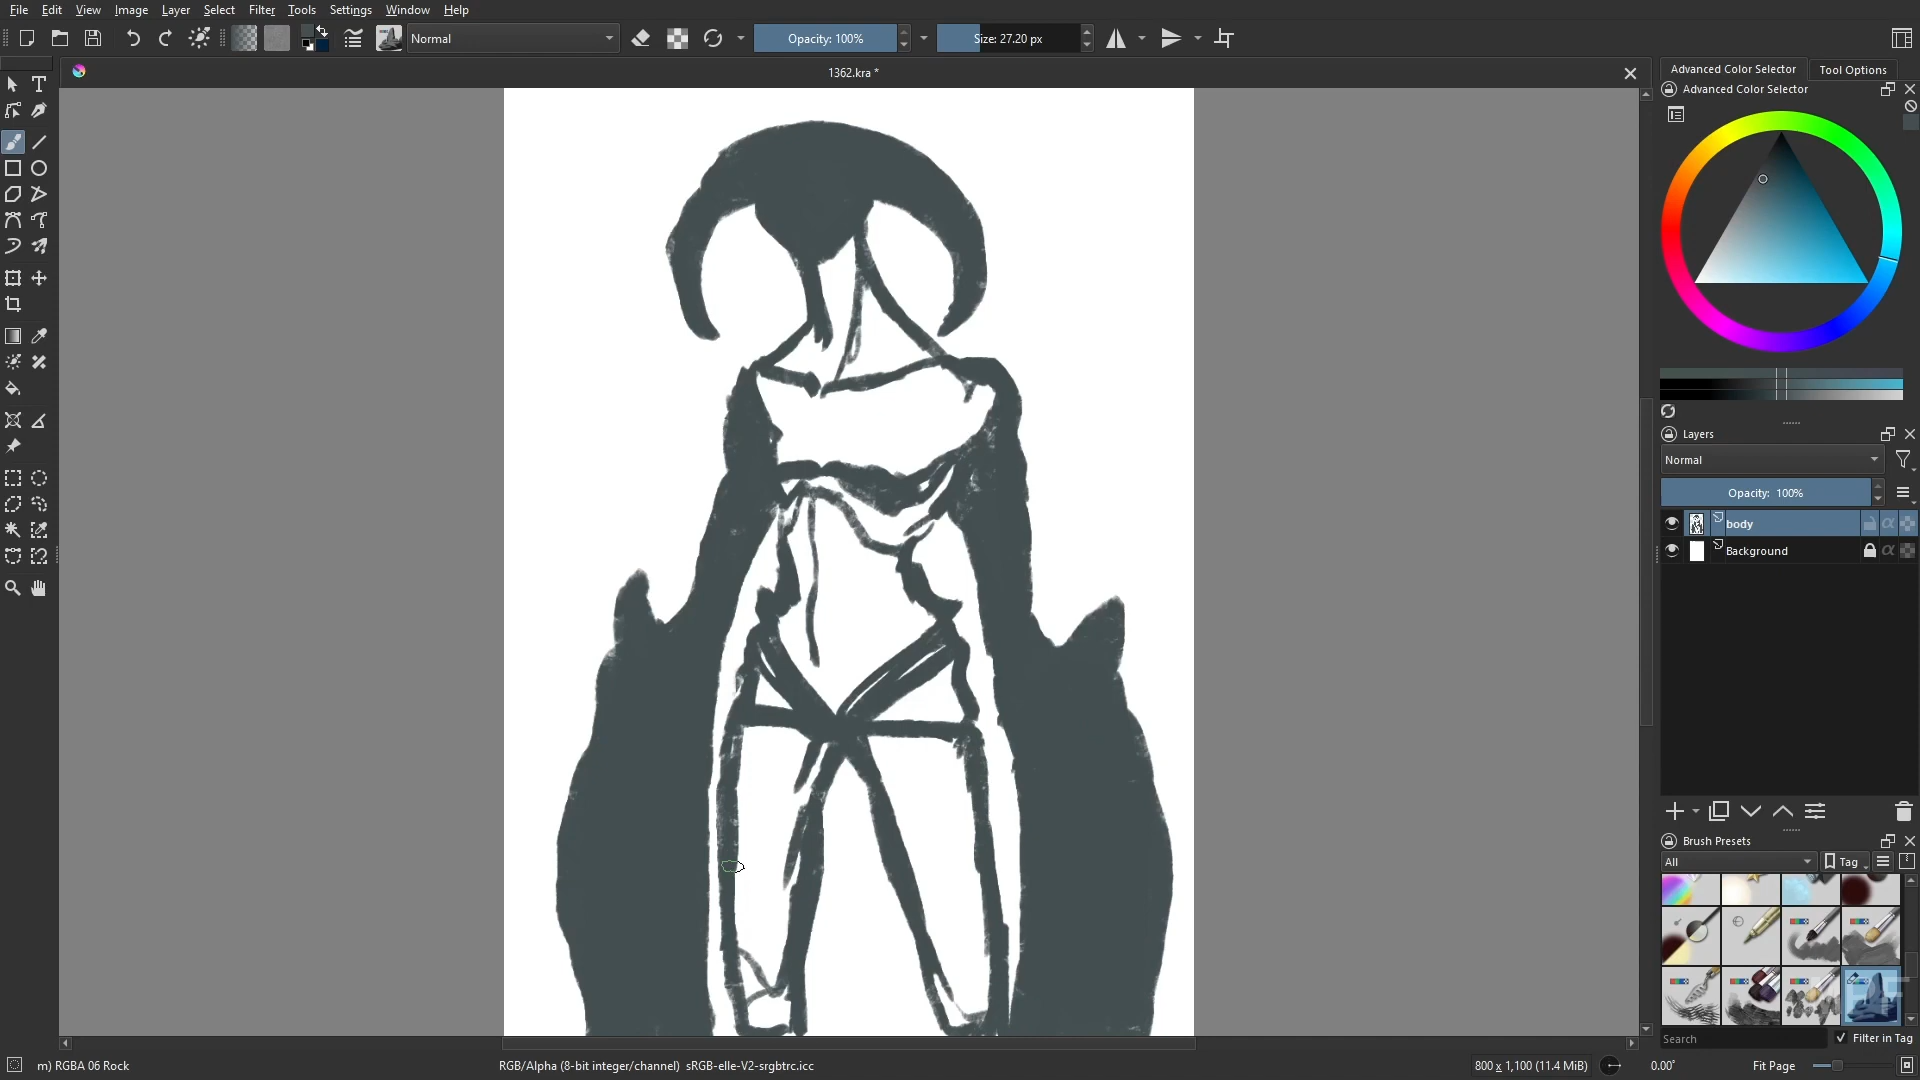 File Edit View Image Layer Select Filter Tools Settings Window Help
Normal
Opacity: 100%
Size: 27.20 px
1362.kra *
Advanced Color Selector
Tool Options
Advanced Color Selector
Layers
Normal
Opacity: 100%
body
Background
Brush Presets
All
Tag
Search
Filter in Tag
m) RGBA 06 Rock
RGB/Alpha (8-bit integer/channel) sRGB-elle-V2-srgbtrc.icc
800 x 1,100 (11.4 MiB)
0.00°
Fit Page